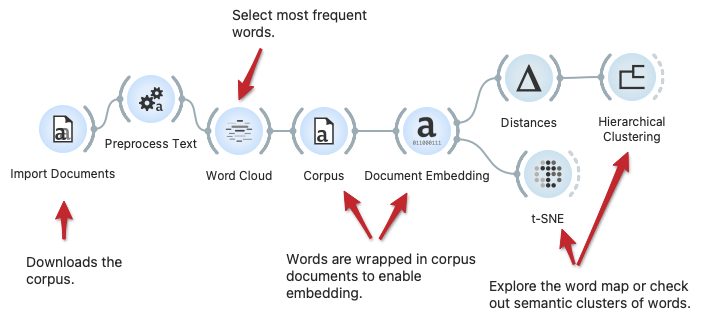 Select most frequent
words.
Import Documents
Preprocess Text
Word Cloud
Corpus
Document Embedding
Distances
Hierarchical
Clustering
t-SNE
a
a
a
a
011000111
Downloads the
corpus.
Words are wrapped in corpus
documents to enable
embedding.
Explore the word map or check
out semantic clusters of words.